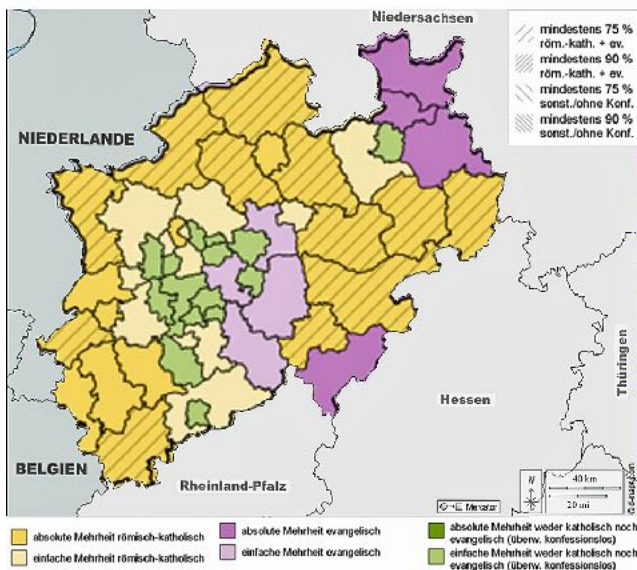 Niedersachsen
mindestens 75 %
röm.-kath. + ev.
mindestens 90 %
röm.-kath. + ev.
mindestens 75 %
sonst./ohne Konf.
mindestens 90 %
sonst./ohne Konf.
NIEDERLANDE
Thüringen
Hessen
BELGIEN
Rheinland-Pfalz
N
40 km
20 mi
Mercator
absolute Mehrheit römisch-katholisch
einfache Mehrheit römisch-katholisch
absolute Mehrheit evangelisch
einfache Mehrheit evangelisch
absolute Mehrheit weder katholisch noch
evangelisch (überw. konfessionslos)
einfache Mehrheit weder katholisch noch
evangelisch (überw. konfessionslos)